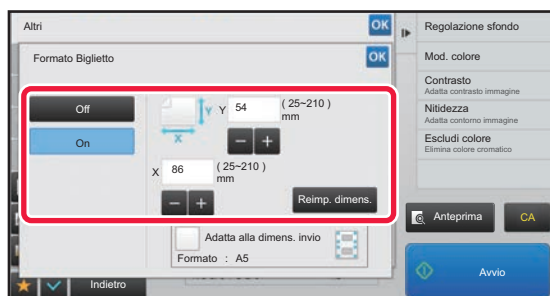 Altri
OK
Formato Biglietto
OK
Off
On
Y
Y 54 ( 25~210 )
mm
- +
X
X 86 ( 25~210 )
mm
- +
Reimp. dimens.
Adatta alla dimens. invio
Formato : A5
Indietro
Regolazione sfondo
Mod. colore
Contrasto
Adatta contrasto immagine
Nitidezza
Adatta contorno immagine
Escludi colore
Elimina colore cromatico
Anteprima
CA
Avvio